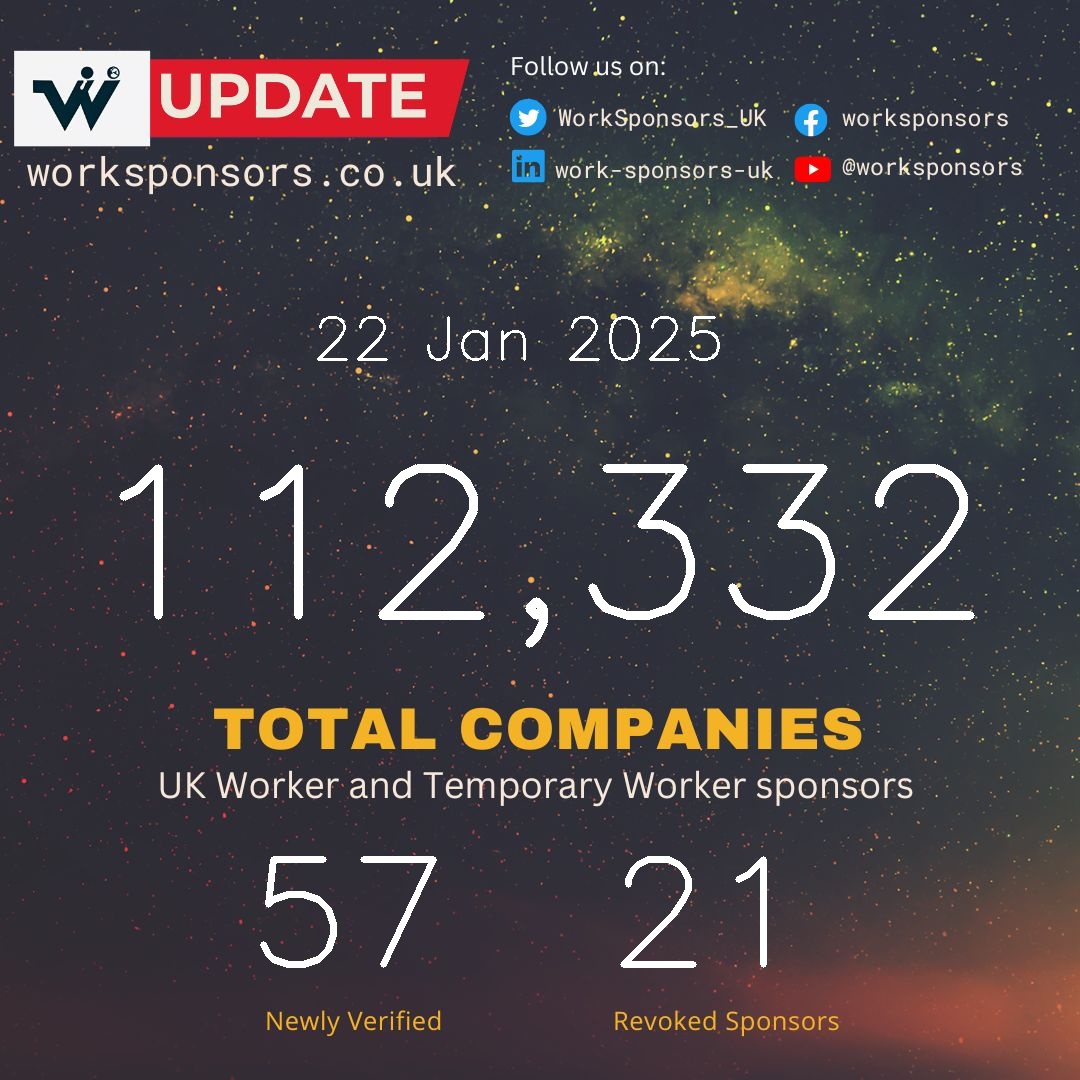 UPDATE
worksponsors.co.uk
Follow us on:
WorkSponsors_UK
worksponsors
work-sponsors-uk
@worksponsors
22 Jan 2025
112,332
TOTAL COMPANIES
UK Worker and Temporary Worker sponsors
57 21
Newly Verified Revoked Sponsors